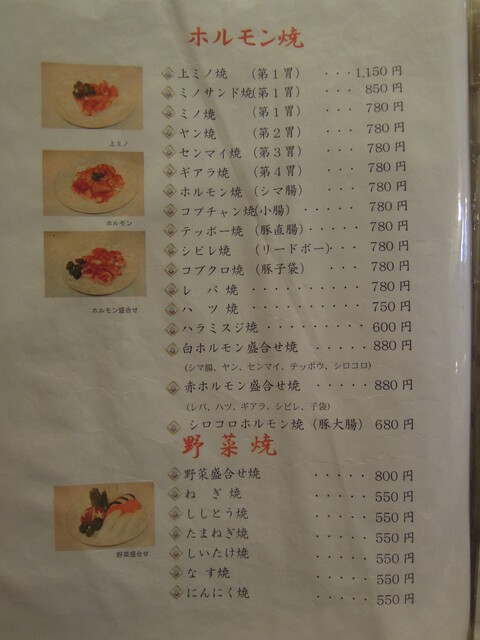 ホルモン焼
上ミノ焼 (第1胃) ・・・1,150円
ミノサンド焼(第1胃) ・・・ 850円
ミノ焼 (第1胃) ・・・ 780円
ヤン焼 (第2胃) ・・・ 780円
センマイ焼 (第3胃) ・・・ 780円
ギアラ焼 (第4胃) ・・・ 780円
ホルモン焼 (シマ腸) ・・・ 780円
コブチャン焼(小腸) ・・・・・ 780円
テッポー焼 (豚直腸)・・・・ 780円
シビレ焼 (リードボー)・・・ 780円
コブクロ焼 (豚子袋) ・・・ 780円
レバ焼 ・・・・・・・・・ 780円
ハツ焼 ・・・・・・・・・ 750円
ハラミスジ焼・・・・・・・・ 600円
白ホルモン盛合せ焼 ・・・・・ 880円
(シマ腸、ヤン、センマイ、テッポウ、シロコロ)
赤ホルモン盛合せ焼 ・・・・・ 880円
(レバ、ハツ、ギアラ、シビレ、子袋)
シロコロホルモン焼 (豚大腸) 680円
上ミノ
ホルモン
ホルモン盛合せ
野菜焼
野菜盛合せ焼 ・・・・・ 800円
ねぎ焼 ・・・・・ 550円
ししとう焼 ・・・・・ 550円
たまねぎ焼 ・・・・・ 550円
しいたけ焼 ・・・・・ 550円
なす焼 ・・・・・ 550円
にんにく焼 ・・・・・ 550円
野菜盛合せ